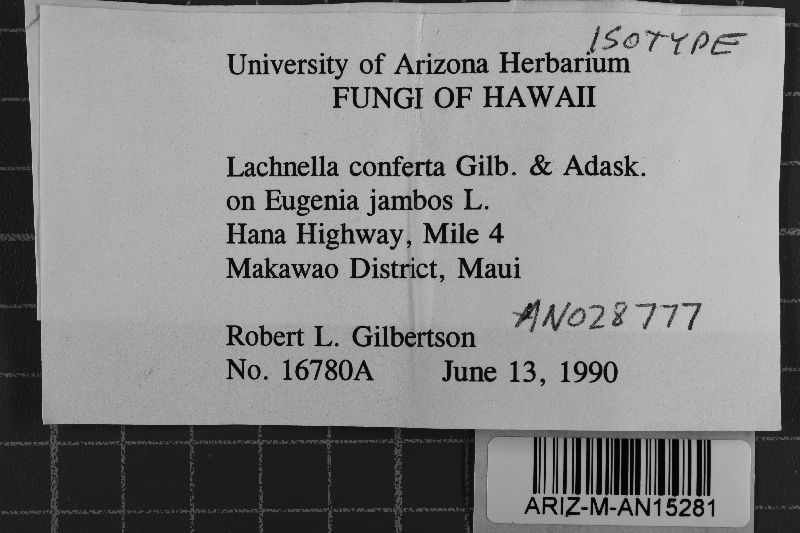 ISOTYPE
University of Arizona Herbarium
FUNGI OF HAWAII
Lachnella conferta Gilb. & Adask.
on Eugenia jambos L.
Hana Highway, Mile 4
Makawao District, Maui
AN028777
Robert L. Gilbertson
No. 16780A June 13, 1990
ARIZ-M-AN15281